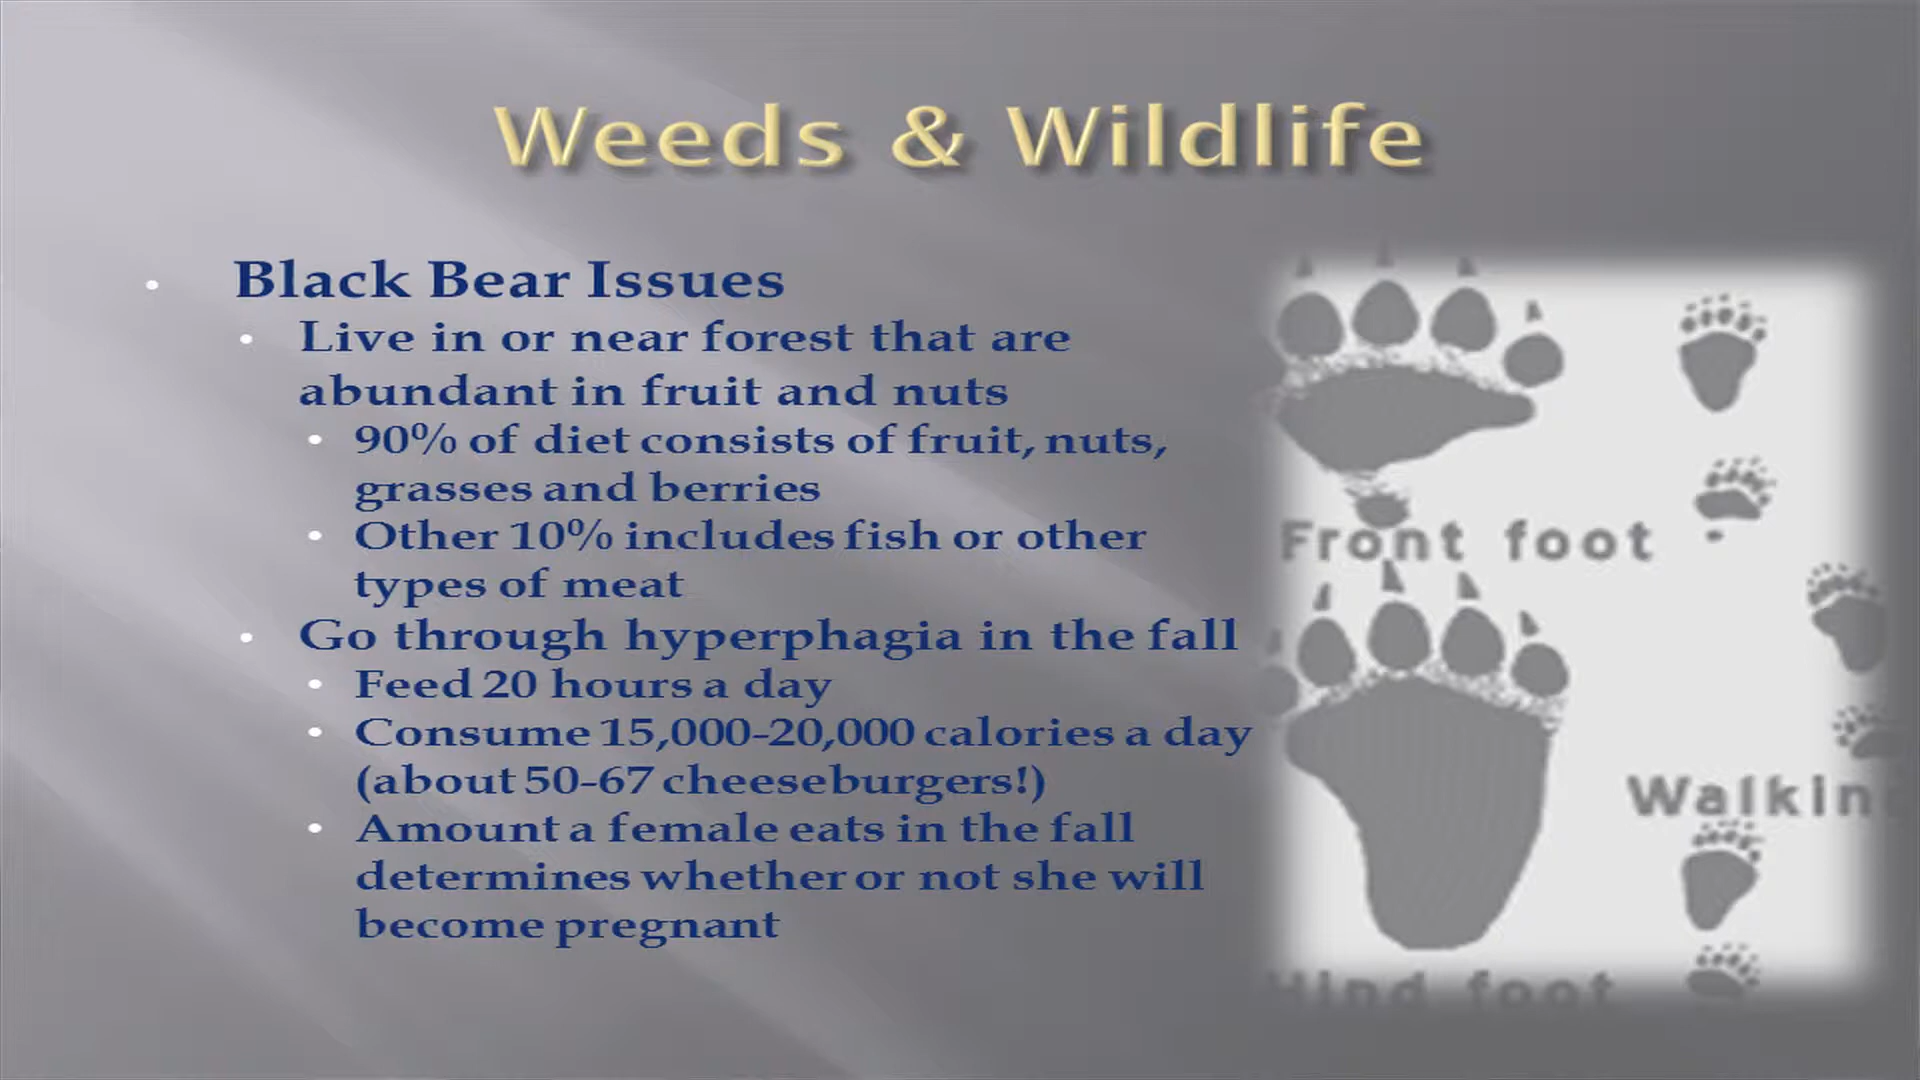 Weeds & Wildlife
Black Bear Issues
Live in or near forest that are
abundant in fruit and nuts
90% of diet consists of fruit, nuts,
grasses and berries
Other 10% includes fish or other
types of meat
Go through hyperphagia in the fall
Feed 20 hours a day
Consume 15,000-20,000 calories a day
(about 50-67 cheeseburgers!)
Amount a female eats in the fall
determines whether or not she will
become pregnant
Front foot
Walking
Hind foot